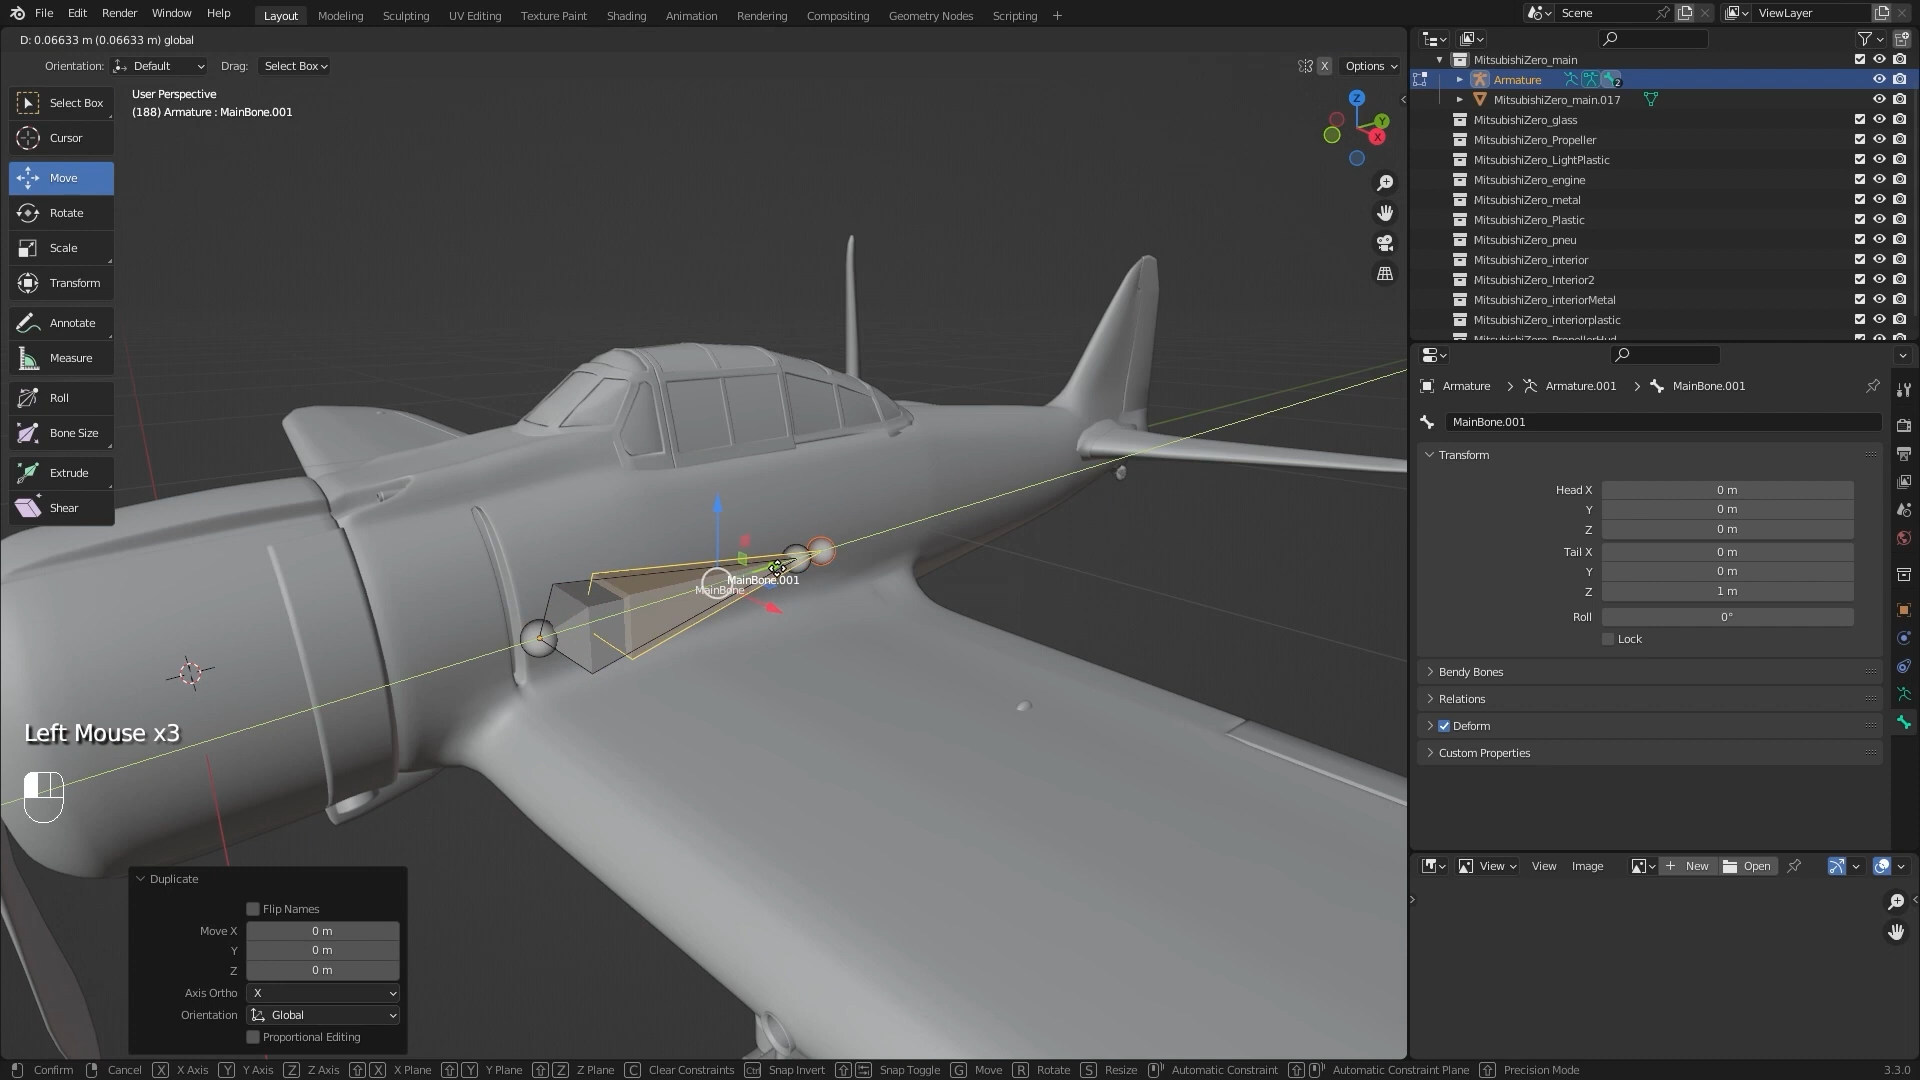 File Edit Render Window Help Layout Modeling Sculpting UV Editing Texture Paint Shading Animation Rendering Compositing Geometry Nodes Scripting
Scene
ViewLayer
D: 0.06633 m (0.06633 m) global
Orientation: Default Drag: Select Box
X Options
User Perspective
(188) Armature : MainBone.001
Select Box
Cursor
Move
Rotate
Scale
Transform
Annotate
Measure
Roll
Bone Size
Extrude
Shear
Z
Y
X
MainBone.001
MainBone
Left Mouse x3
Duplicate
Flip Names
Move X 0 m
Y 0 m
Z 0 m
Axis Ortho X
Orientation Global
Proportional Editing
MitsubishiZero_main
Armature 2
MitsubishiZero_main.017
MitsubishiZero_glass
MitsubishiZero_Propeller
MitsubishiZero_LightPlastic
MitsubishiZero_engine
MitsubishiZero_metal
MitsubishiZero_Plastic
MitsubishiZero_pneu
MitsubishiZero_interior
MitsubishiZero_Interior2
MitsubishiZero_interiorMetal
MitsubishiZero_interiorplastic
MitsubishiZero_PropellerHud
Armature Armature.001 MainBone.001
MainBone.001
Transform
Head X 0 m
Y 0 m
Z 0 m
Tail X 0 m
Y 0 m
Z 1 m
Roll 0°
Lock
Bendy Bones
Relations
Deform
Custom Properties
View View Image New Open
Confirm Cancel X X Axis Y Y Axis Z Z Axis X X Plane Y Y Plane Z Z Plane C Clear Constraints Ctrl Snap Invert Snap Toggle G Move R Rotate S Resize Automatic Constraint Automatic Constraint Plane Precision Mode 3.3.0